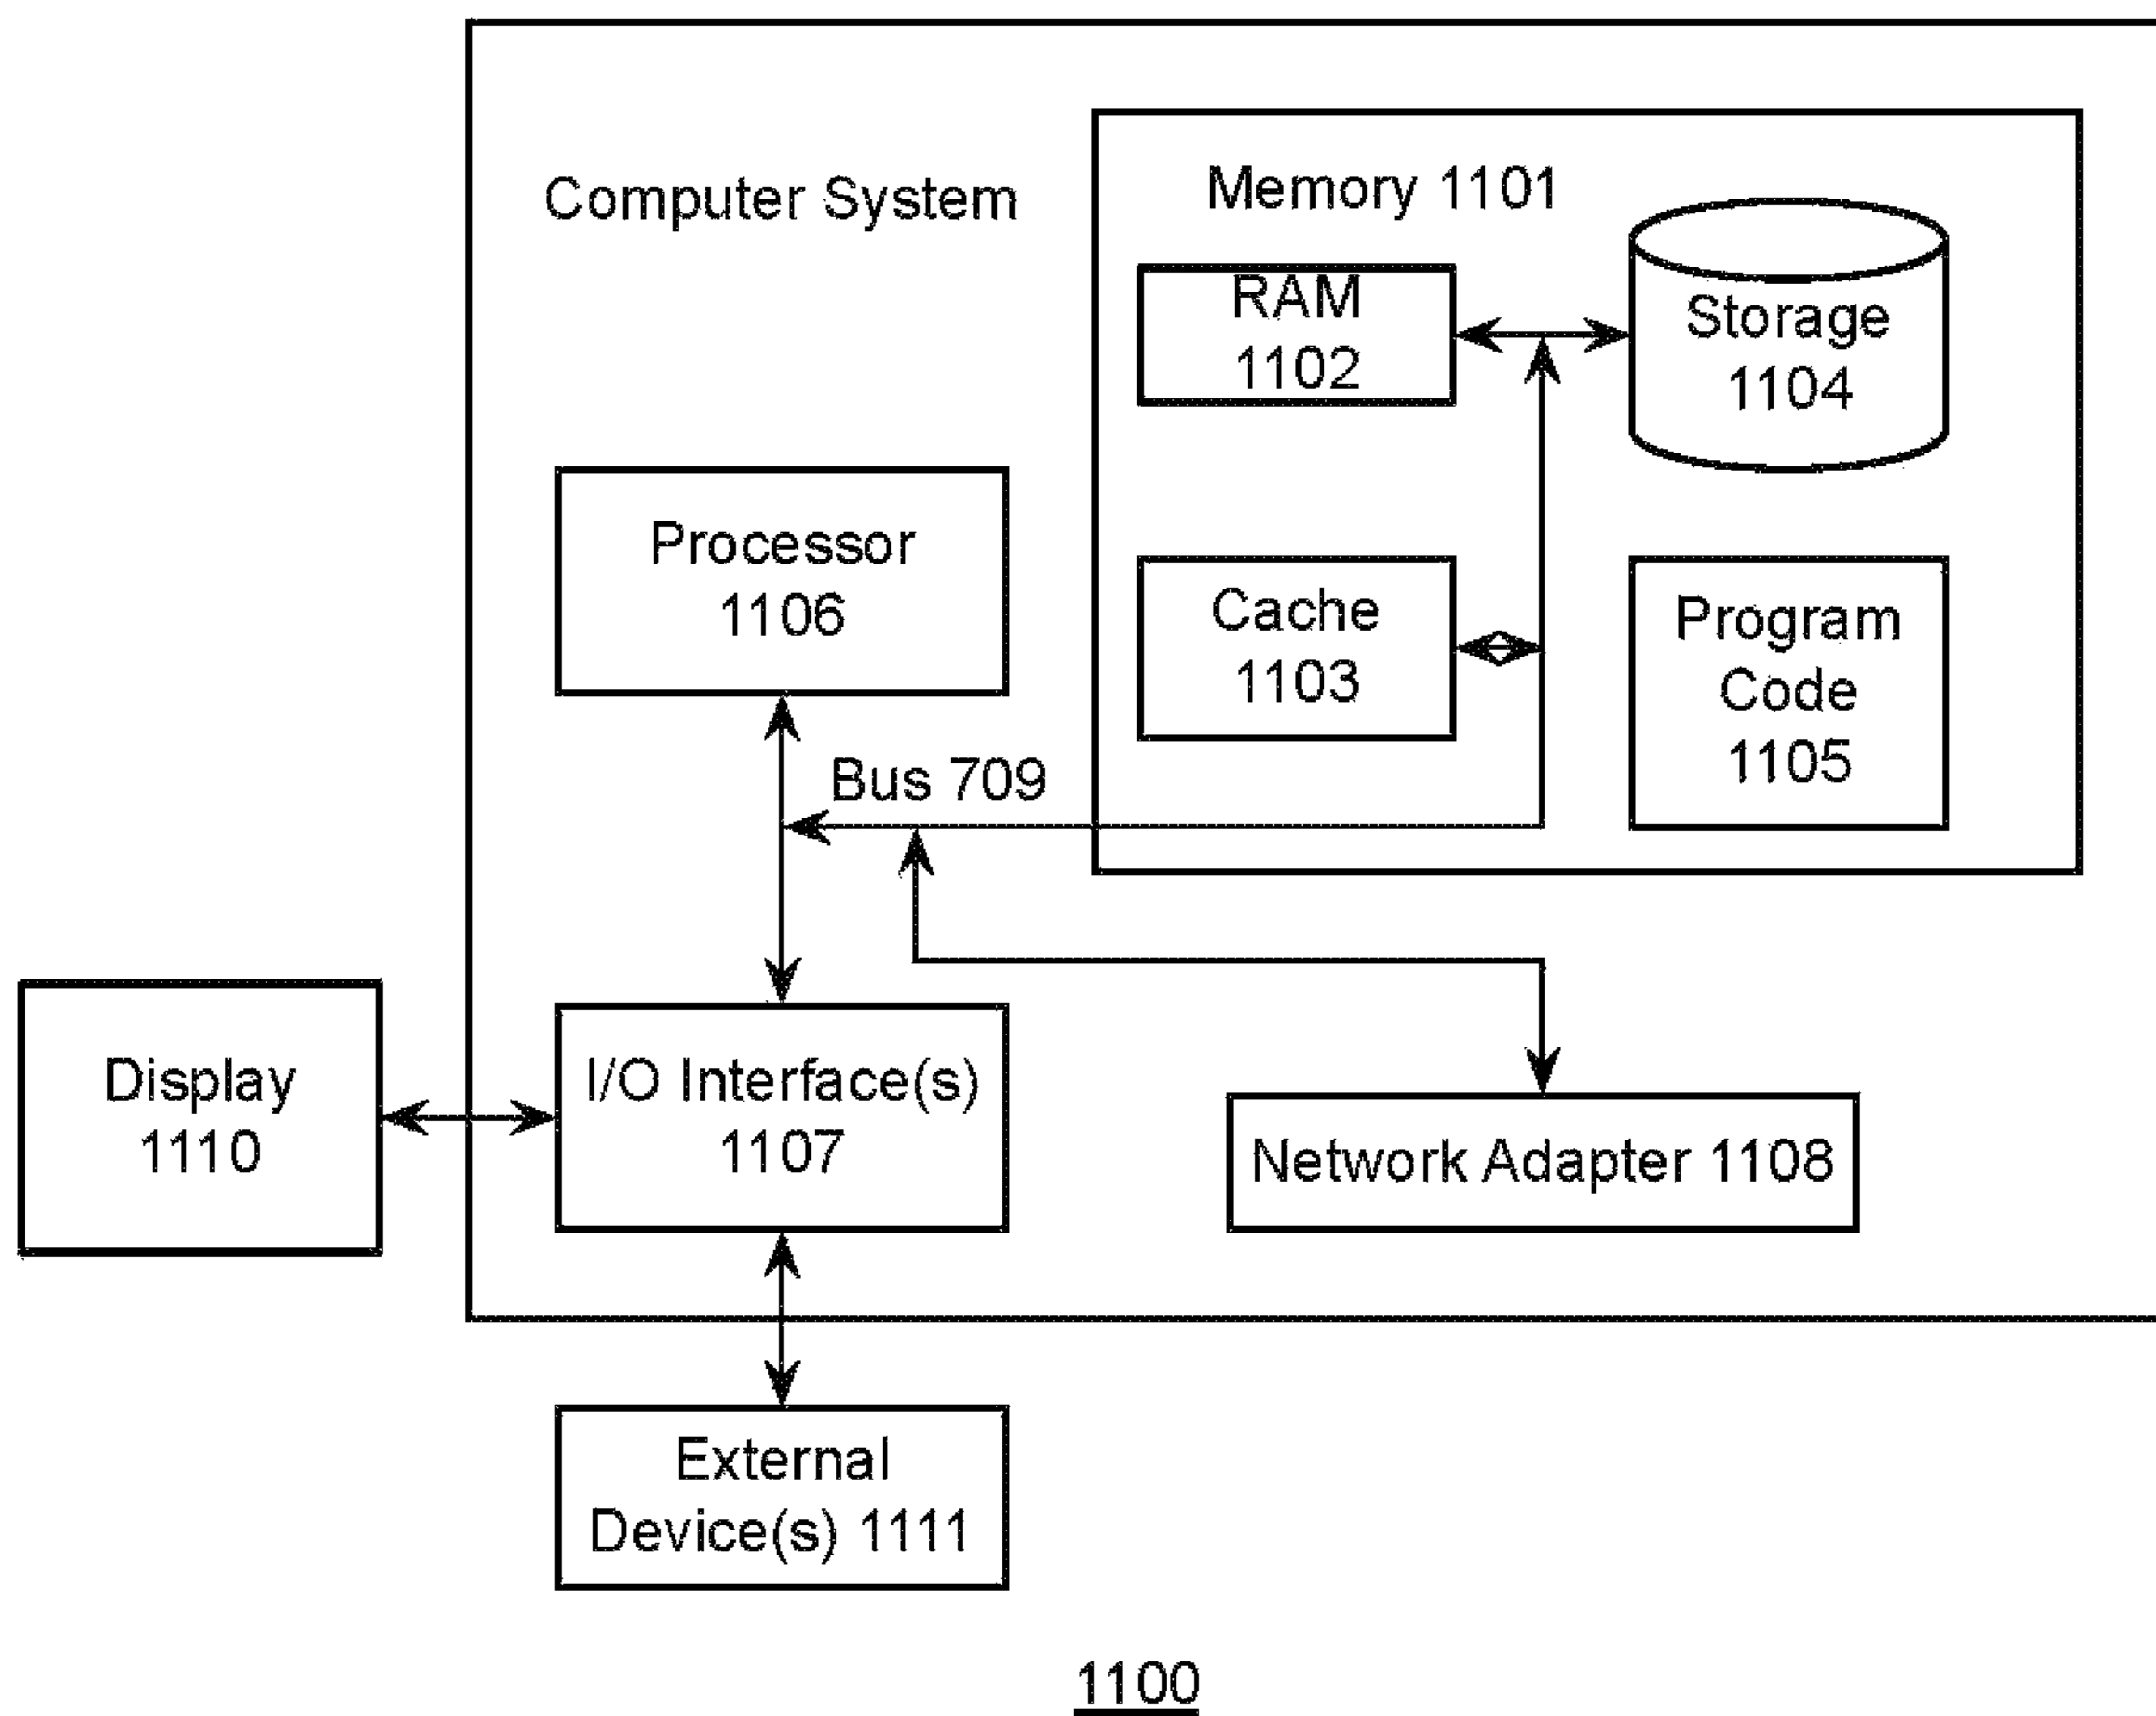 Computer System
Memory 1101
RAM
1102
Storage
1104
Processor
1106
Cache
1103
Program
Code
1105
Bus 709
Display
1110
I/O Interface(s)
1107
Network Adapter 1108
External
Device(s) 1111
1100